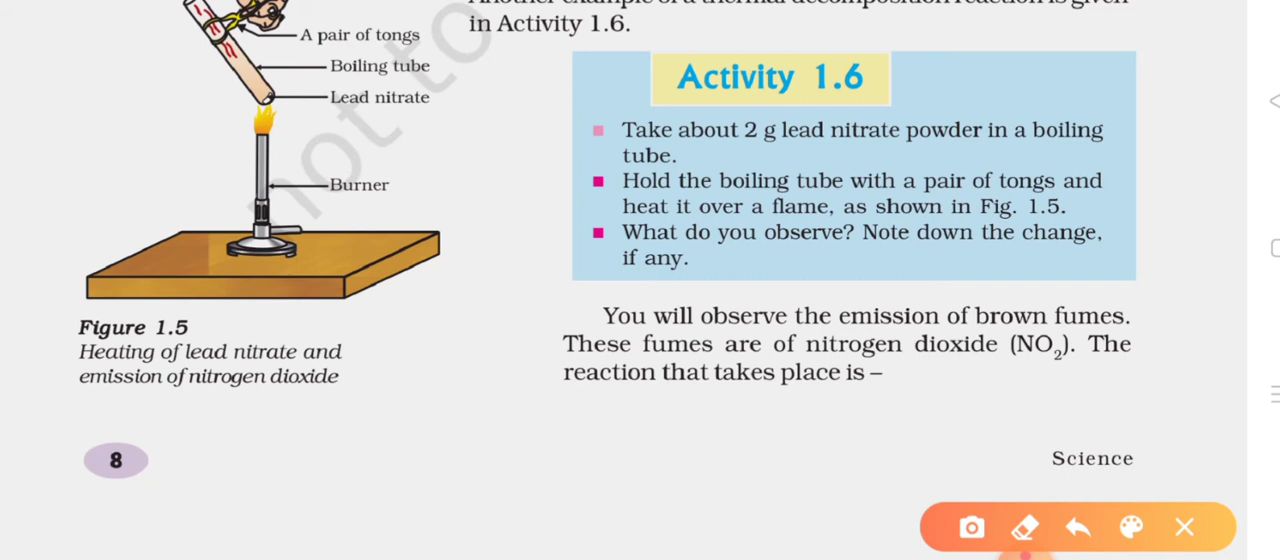 in Activity 1.6.
A pair of tongs
Boiling tube
Lead nitrate
Burner
Figure 1.5
Heating of lead nitrate and
emission of nitrogen dioxide
Activity 1.6
Take about 2 g lead nitrate powder in a boiling
tube.
Hold the boiling tube with a pair of tongs and
heat it over a flame, as shown in Fig. 1.5.
What do you observe? Note down the change,
if any.
You will observe the emission of brown fumes.
These fumes are of nitrogen dioxide (NO₂). The
reaction that takes place is –
8
Science
not to